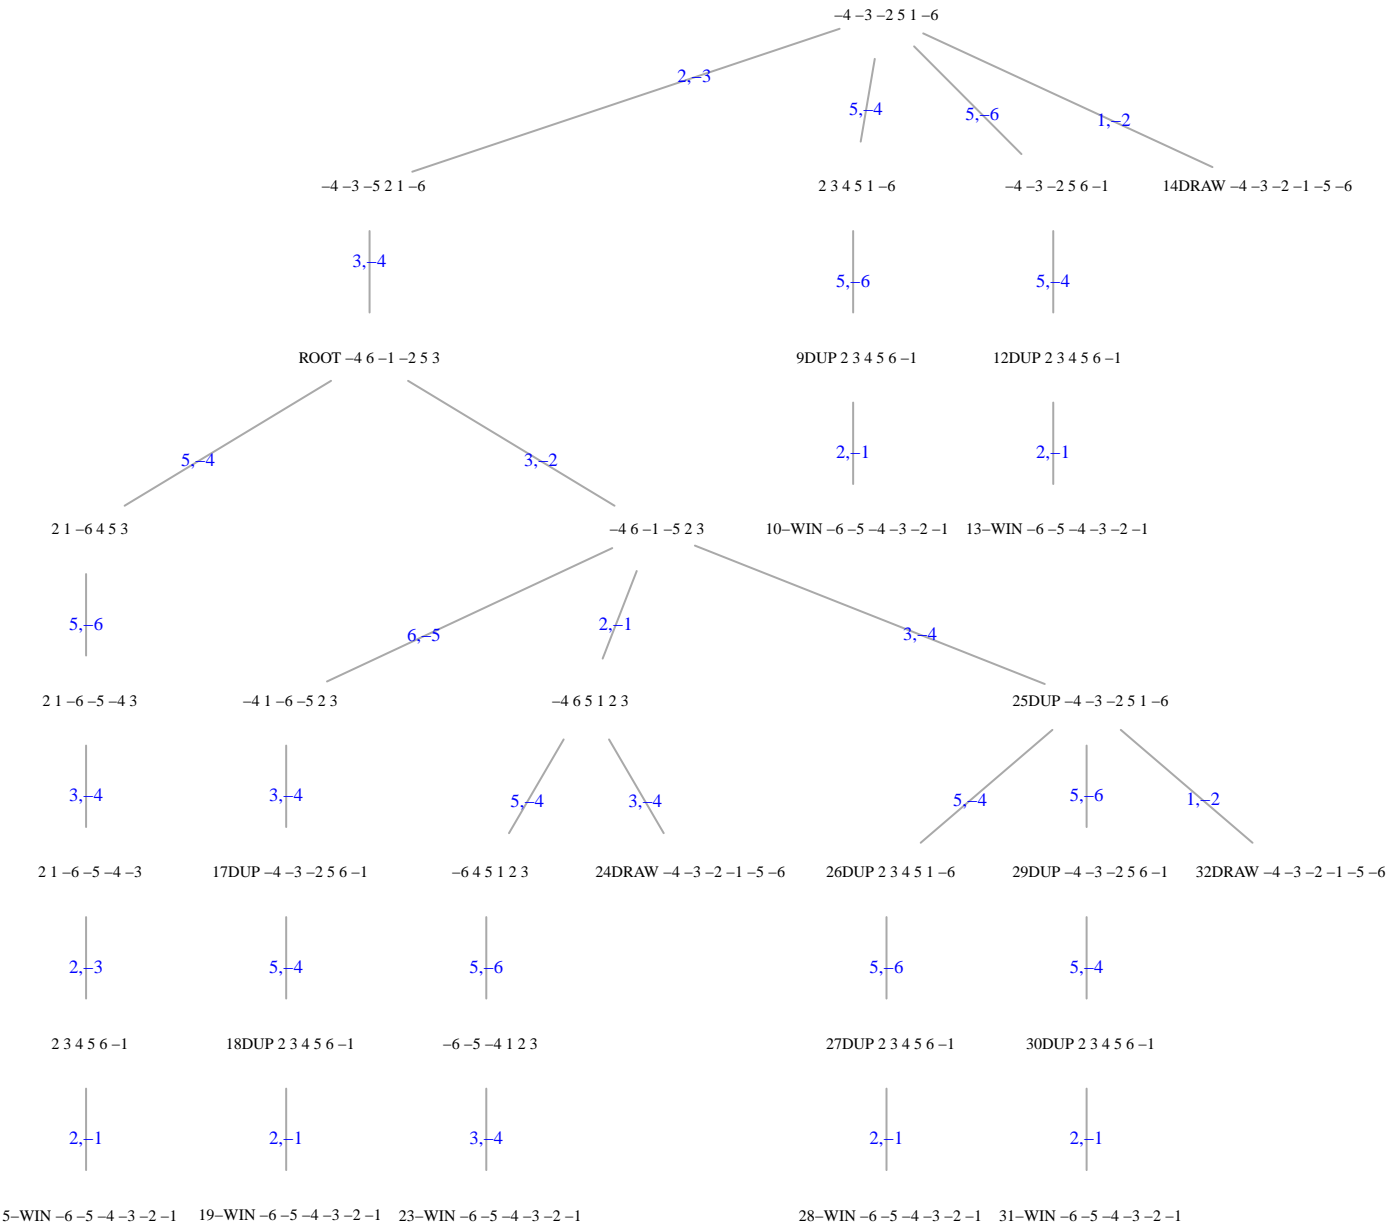 –4 –3 –2 5 1 –6
2,–3
5,–4
5,–6
1,–2
–4 –3 –5 2 1 –6
2 3 4 5 1 –6
–4 –3 –2 5 6 –1
14DRAW –4 –3 –2 –1 –5 –6
3,–4
5,–6
5,–4
ROOT –4 6 –1 –2 5 3
9DUP 2 3 4 5 6 –1
12DUP 2 3 4 5 6 –1
5,–4
3,–2
2,–1
2,–1
2 1 –6 4 5 3
–4 6 –1 –5 2 3
10–WIN –6 –5 –4 –3 –2 –1
13–WIN –6 –5 –4 –3 –2 –1
5,–6
6,–5
2,–1
3,–4
2 1 –6 –5 –4 3
–4 1 –6 –5 2 3
–4 6 5 1 2 3
25DUP –4 –3 –2 5 1 –6
3,–4
3,–4
5,–4
3,–4
5,–4
5,–6
1,–2
2 1 –6 –5 –4 –3
17DUP –4 –3 –2 5 6 –1
–6 4 5 1 2 3
24DRAW –4 –3 –2 –1 –5 –6
26DUP 2 3 4 5 1 –6
29DUP –4 –3 –2 5 6 –1
32DRAW –4 –3 –2 –1 –5 –6
2,–3
5,–4
5,–6
5,–6
5,–4
2 3 4 5 6 –1
18DUP 2 3 4 5 6 –1
–6 –5 –4 1 2 3
27DUP 2 3 4 5 6 –1
30DUP 2 3 4 5 6 –1
2,–1
2,–1
3,–4
2,–1
2,–1
5–WIN –6 –5 –4 –3 –2 –1
19–WIN –6 –5 –4 –3 –2 –1
23–WIN –6 –5 –4 –3 –2 –1
28–WIN –6 –5 –4 –3 –2 –1
31–WIN –6 –5 –4 –3 –2 –1